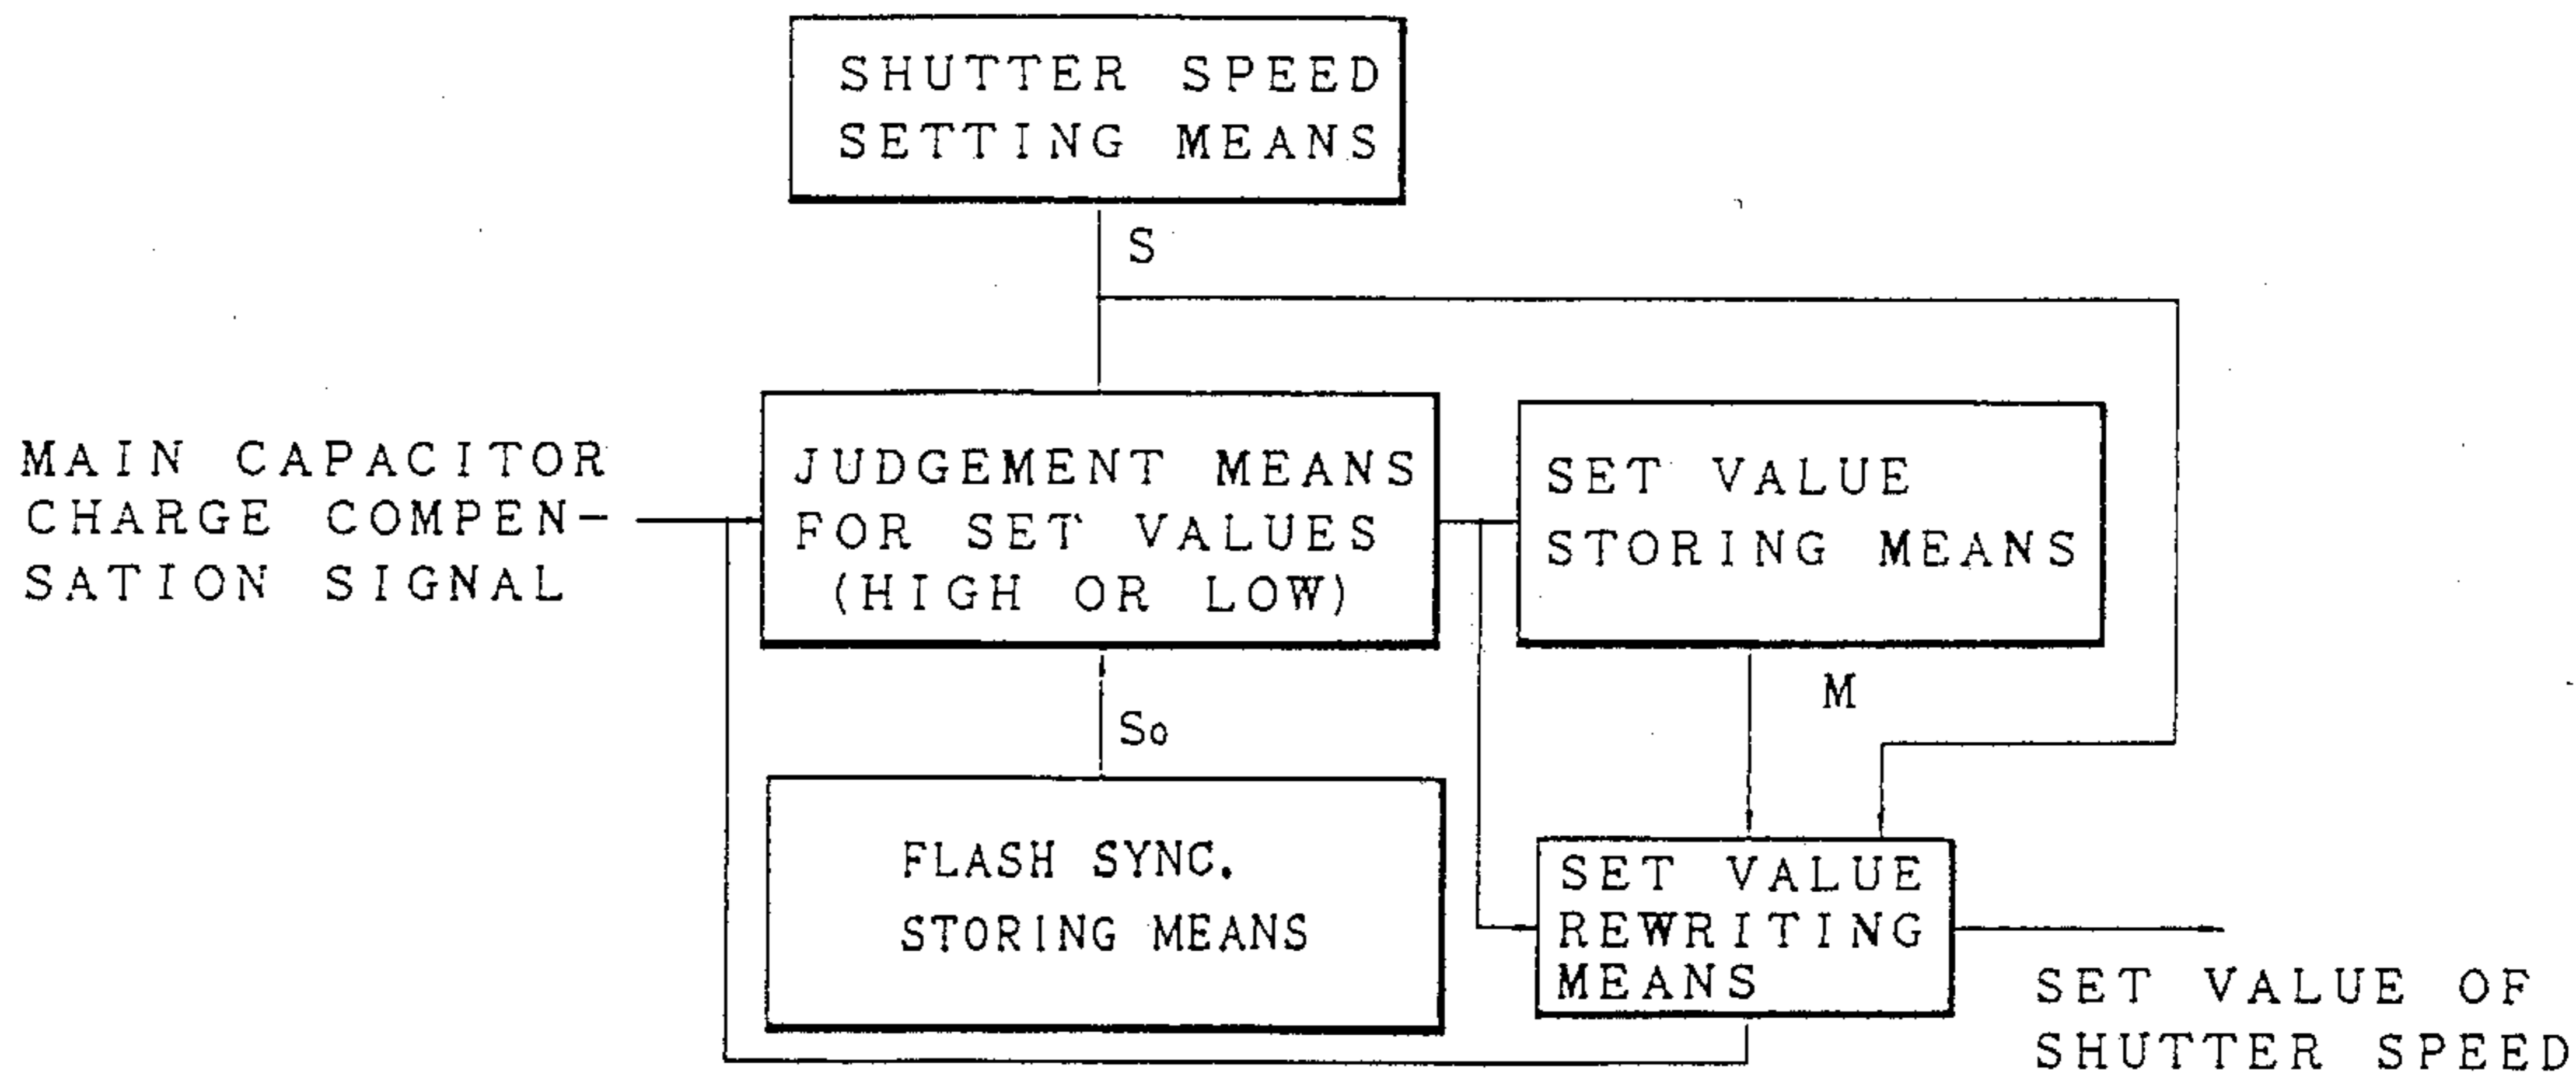 SHUTTER SPEED
SETTING MEANS
S
MAIN CAPACITOR
CHARGE COMPEN-
SATION SIGNAL
JUDGEMENT MEANS
FOR SET VALUES
(HIGH OR LOW)
SET VALUE
STORING MEANS
M
So
FLASH SYNC.
STORING MEANS
SET VALUE
REWRITING
MEANS
SET VALUE OF
SHUTTER SPEED